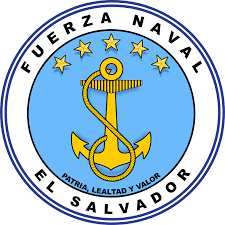 FUERZA NAVAL
PATRIA, LEALTAD Y VALOR
EL SALVADOR